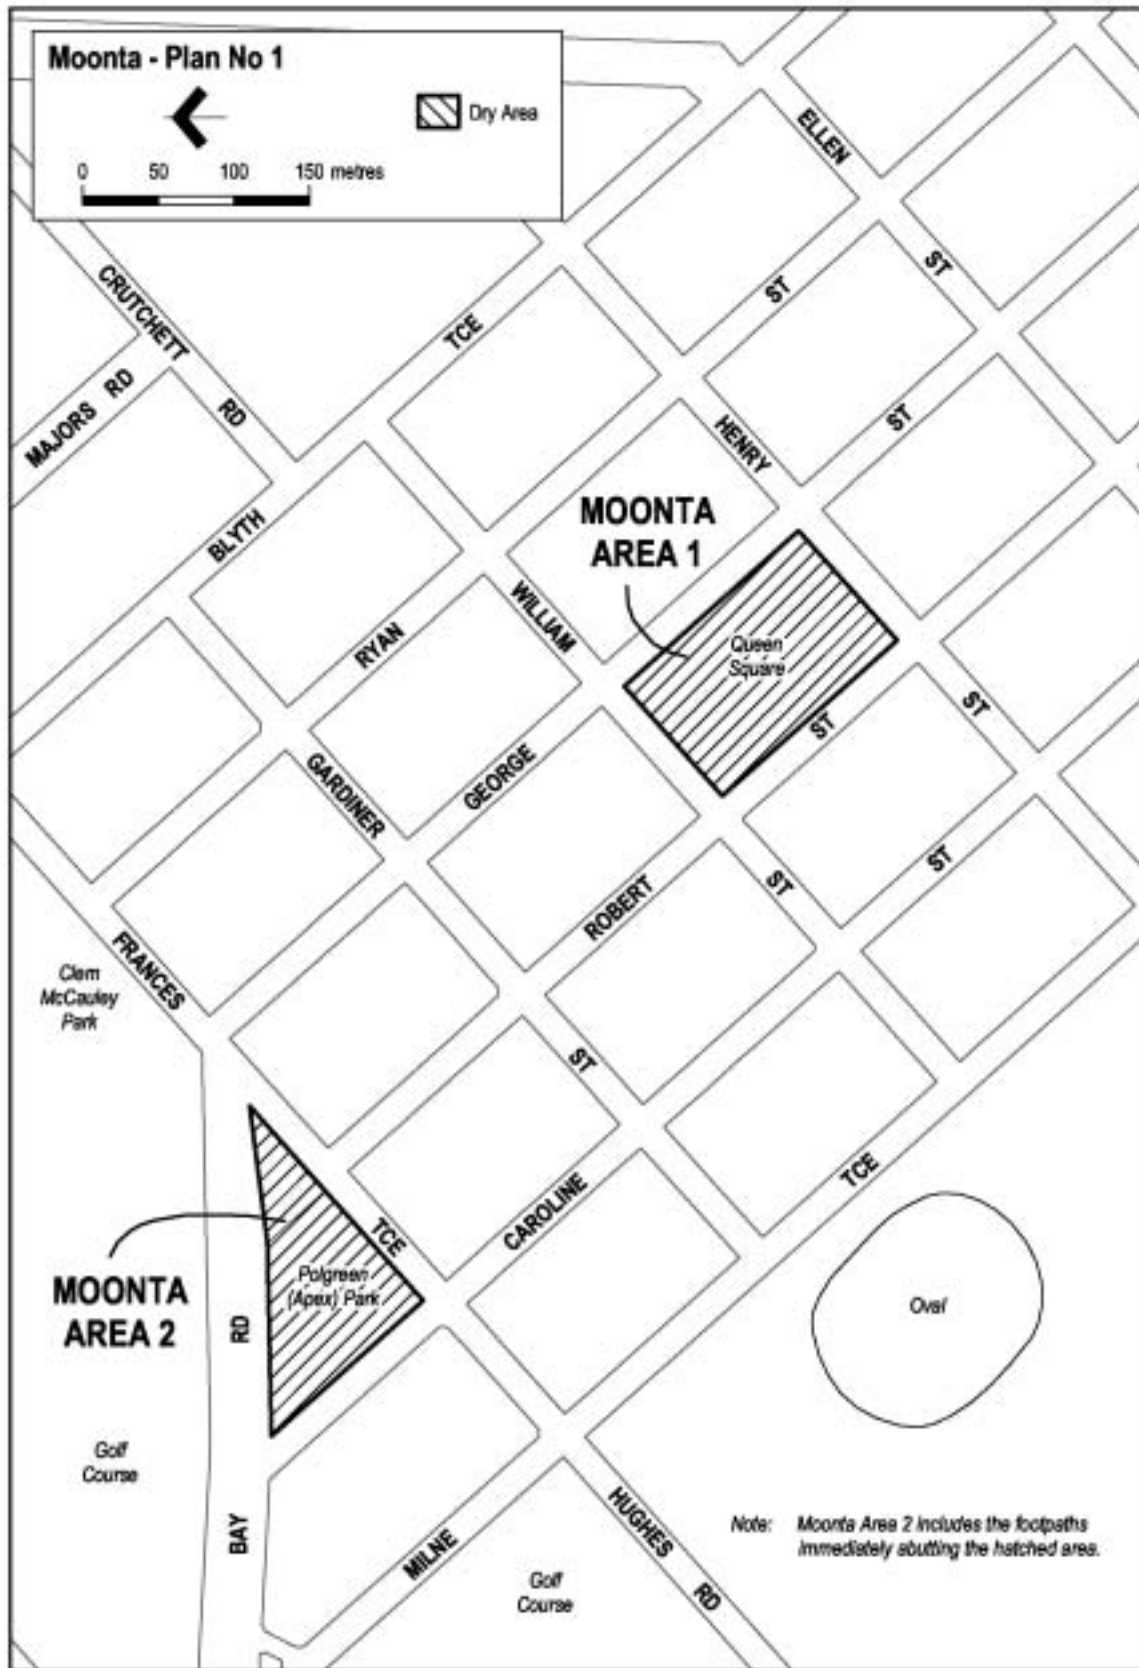 Moonta - Plan No 1
Dry Area
0 50 100 150 metres
ELLEN
ST
CRUTCHETT
RD
MAJORS RD
TCE
ST
ST
HENRY
BLYTH
MOONTA
AREA 1
WILLIAM
RYAN
Queen
Square
ST
ST
GEORGE
GARDINER
ST
ST
ROBERT
FRANCES
Clem
McCauley
Park
ST
TCE
CAROLINE
TCE
MOONTA
AREA 2
Polgreen
(Apex) Park
RD
Oval
Golf
Course
BAY
MILNE
HUGHES
RD
Golf
Course
Note: Moonta Area 2 includes the footpaths
immediately abutting the hatched area.